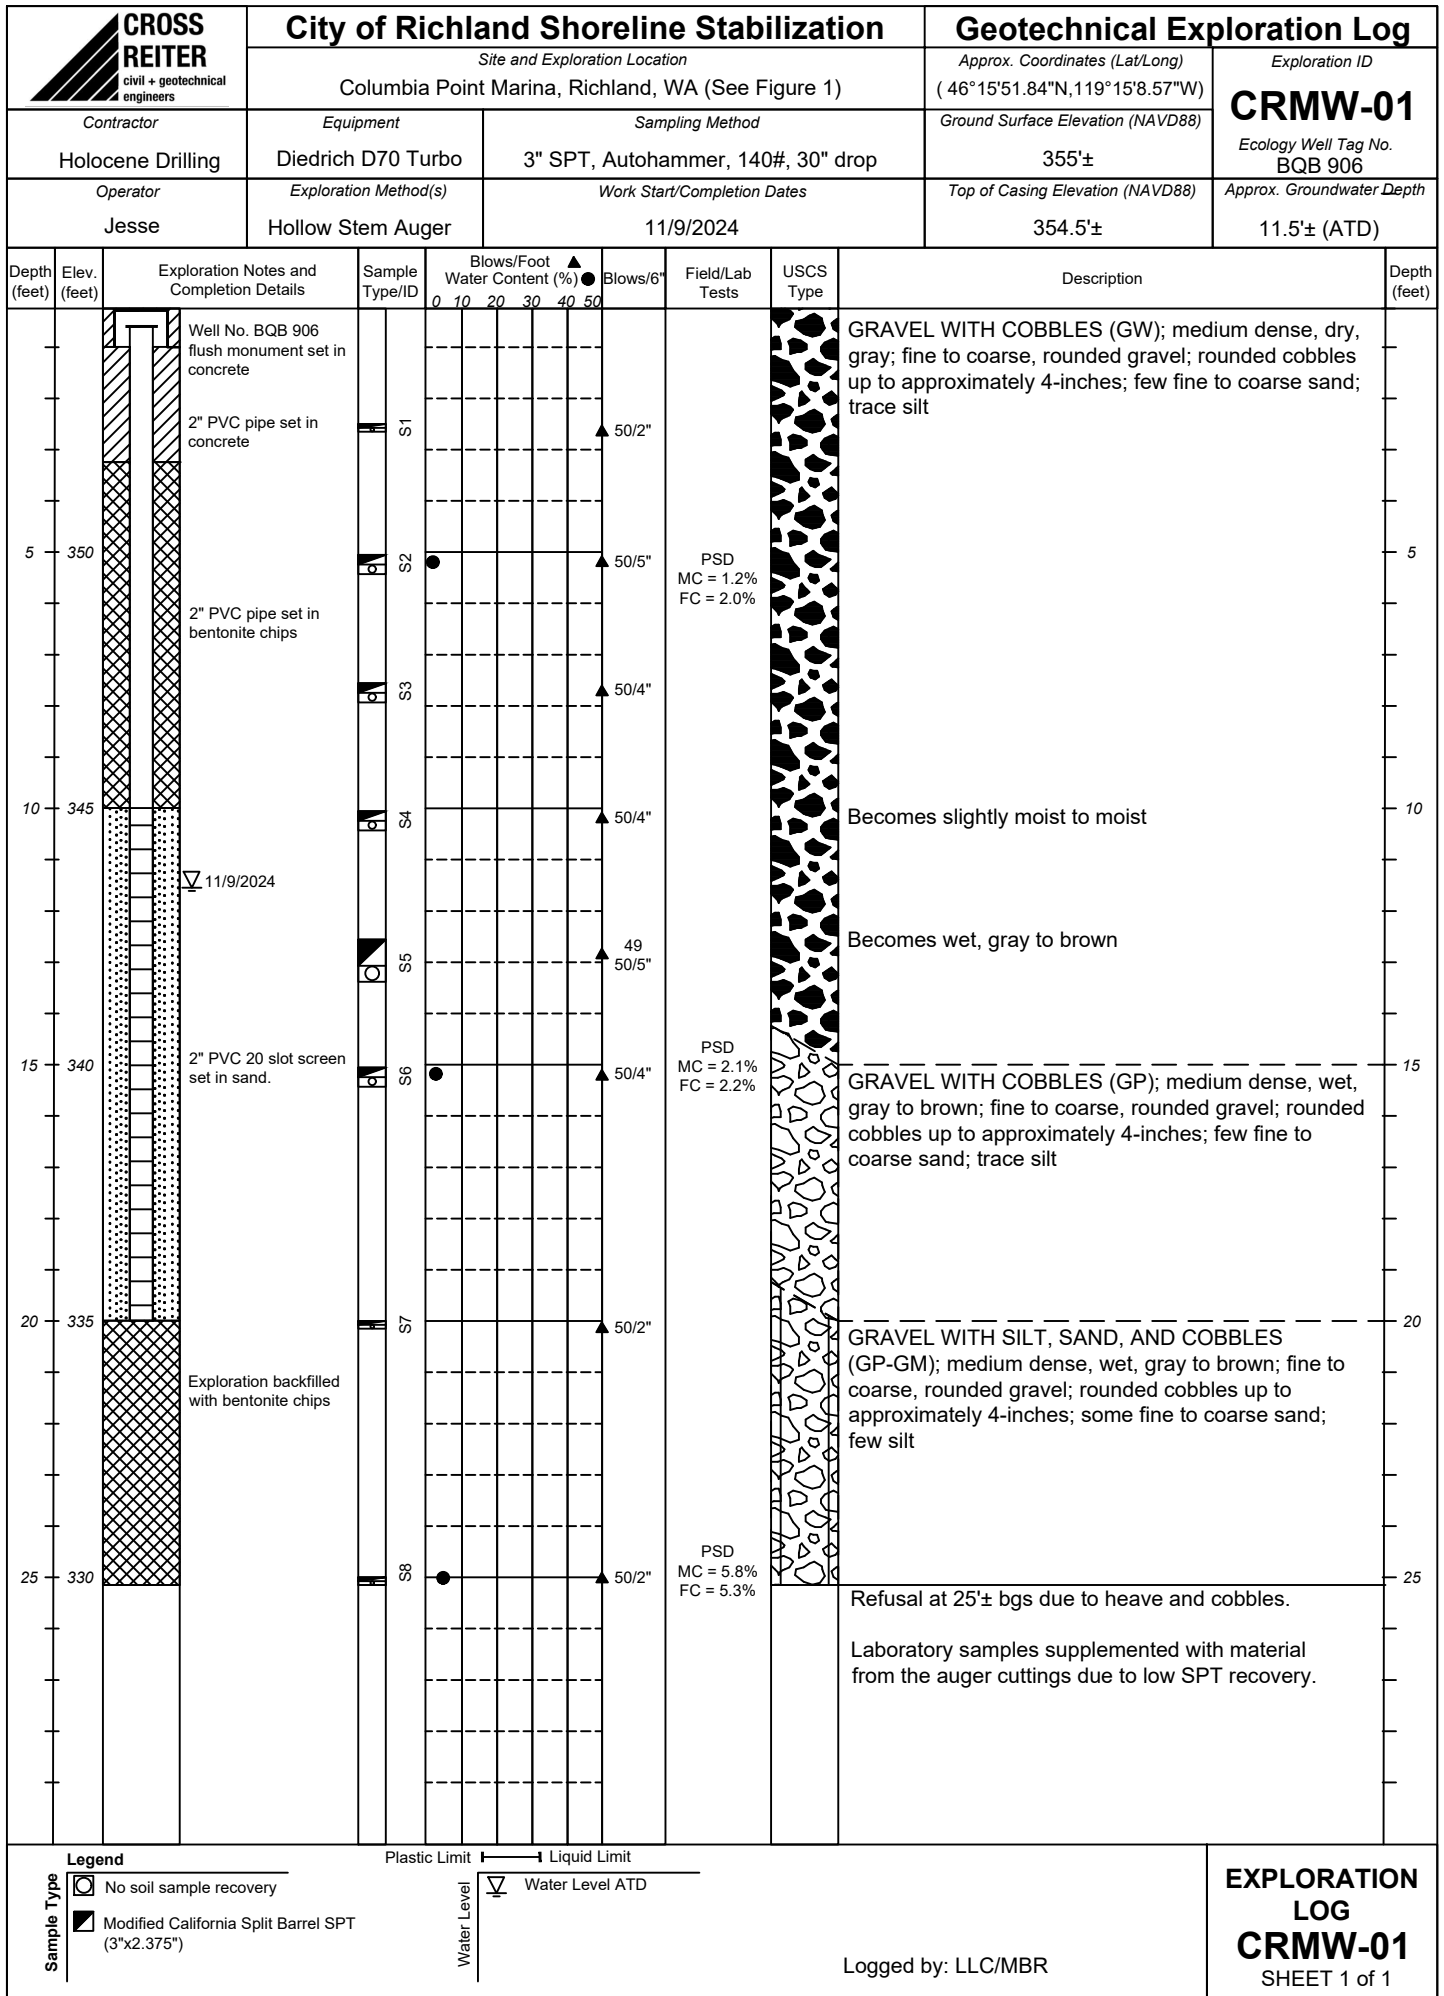 CROSS
REITER
civil + geotechnical
engineers
City of Richland Shoreline Stabilization
Geotechnical Exploration Log
Site and Exploration Location
Columbia Point Marina, Richland, WA (See Figure 1)
Approx. Coordinates (Lat/Long)
( 46°15'51.84"N,119°15'8.57"W)
Exploration ID
CRMW-01
Ecology Well Tag No.
BQB 906
Contractor
Holocene Drilling
Equipment
Diedrich D70 Turbo
Sampling Method
3" SPT, Autohammer, 140#, 30" drop
Ground Surface Elevation (NAVD88)
355'±
Operator
Jesse
Exploration Method(s)
Hollow Stem Auger
Work Start/Completion Dates
11/9/2024
Top of Casing Elevation (NAVD88)
354.5'±
Approx. Groundwater Depth
11.5'± (ATD)
Depth
(feet)
Elev.
(feet)
Exploration Notes and
Completion Details
Sample
Type/ID
Blows/Foot
Water Content (%)
0 10 20 30 40 50
Blows/6"
Field/Lab
Tests
USCS
Type
Description
Depth
(feet)
Well No. BQB 906
flush monument set in
concrete
GRAVEL WITH COBBLES (GW); medium dense, dry,
gray; fine to coarse, rounded gravel; rounded cobbles
up to approximately 4-inches; few fine to coarse sand;
trace silt
2" PVC pipe set in
concrete
S1
50/2"
5
350
S2
50/5"
PSD
MC = 1.2%
FC = 2.0%
5
2" PVC pipe set in
bentonite chips
S3
50/4"
10
345
S4
50/4"
Becomes slightly moist to moist
10
11/9/2024
S5
49
50/5"
Becomes wet, gray to brown
15
340
2" PVC 20 slot screen
set in sand.
S6
50/4"
PSD
MC = 2.1%
FC = 2.2%
15
GRAVEL WITH COBBLES (GP); medium dense, wet,
gray to brown; fine to coarse, rounded gravel; rounded
cobbles up to approximately 4-inches; few fine to
coarse sand; trace silt
20
335
S7
50/2"
20
GRAVEL WITH SILT, SAND, AND COBBLES
(GP-GM); medium dense, wet, gray to brown; fine to
coarse, rounded gravel; rounded cobbles up to
approximately 4-inches; some fine to coarse sand;
few silt
Exploration backfilled
with bentonite chips
25
330
S8
50/2"
PSD
MC = 5.8%
FC = 5.3%
25
Refusal at 25'± bgs due to heave and cobbles.
Laboratory samples supplemented with material
from the auger cuttings due to low SPT recovery.
Legend
Sample Type
No soil sample recovery
Modified California Split Barrel SPT
(3"x2.375")
Plastic Limit
Liquid Limit
Water Level
Water Level ATD
Logged by: LLC/MBR
EXPLORATION
LOG
CRMW-01
SHEET 1 of 1